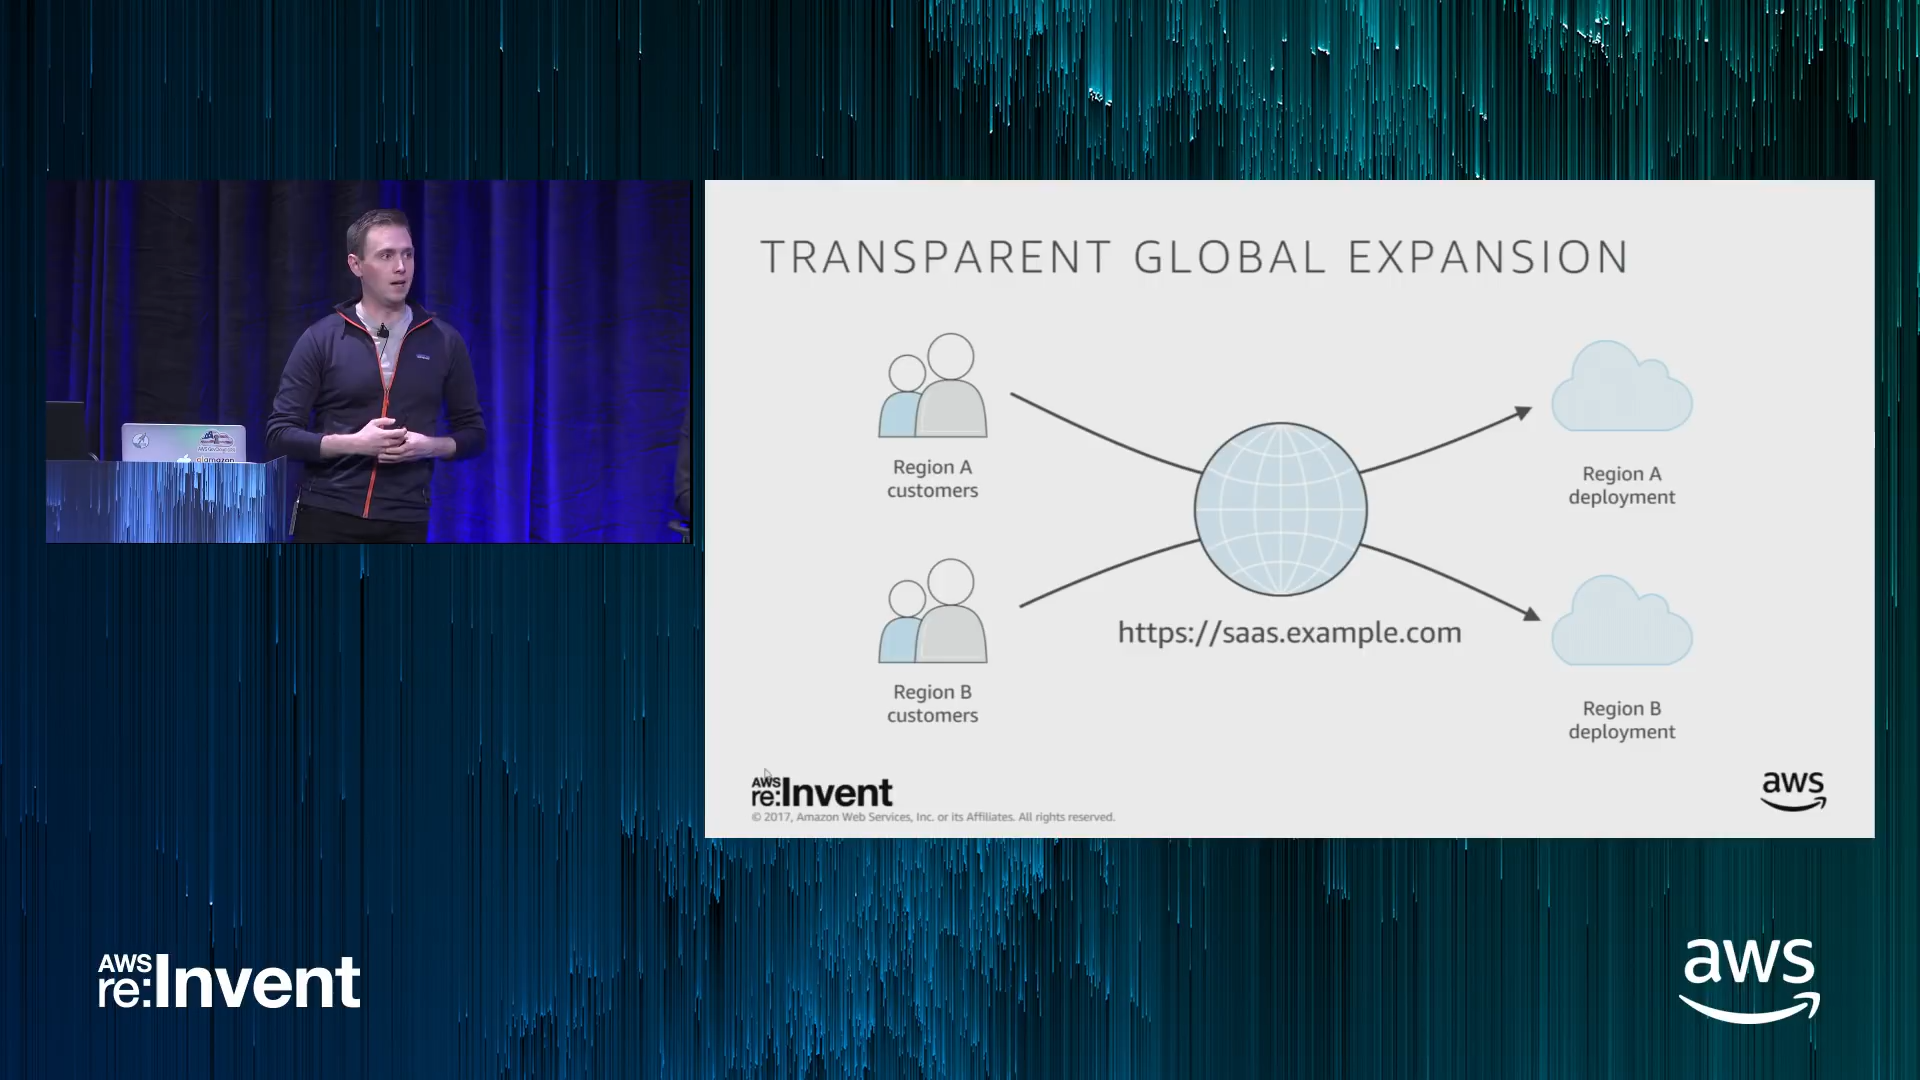 TRANSPARENT GLOBAL EXPANSION
Region A
customers
Region A
deployment
https://saas.example.com
Region B
customers
Region B
deployment
AWS
re:Invent
© 2017, Amazon Web Services, Inc. or its Affiliates. All rights reserved.
aws
AWS
re:Invent
aws